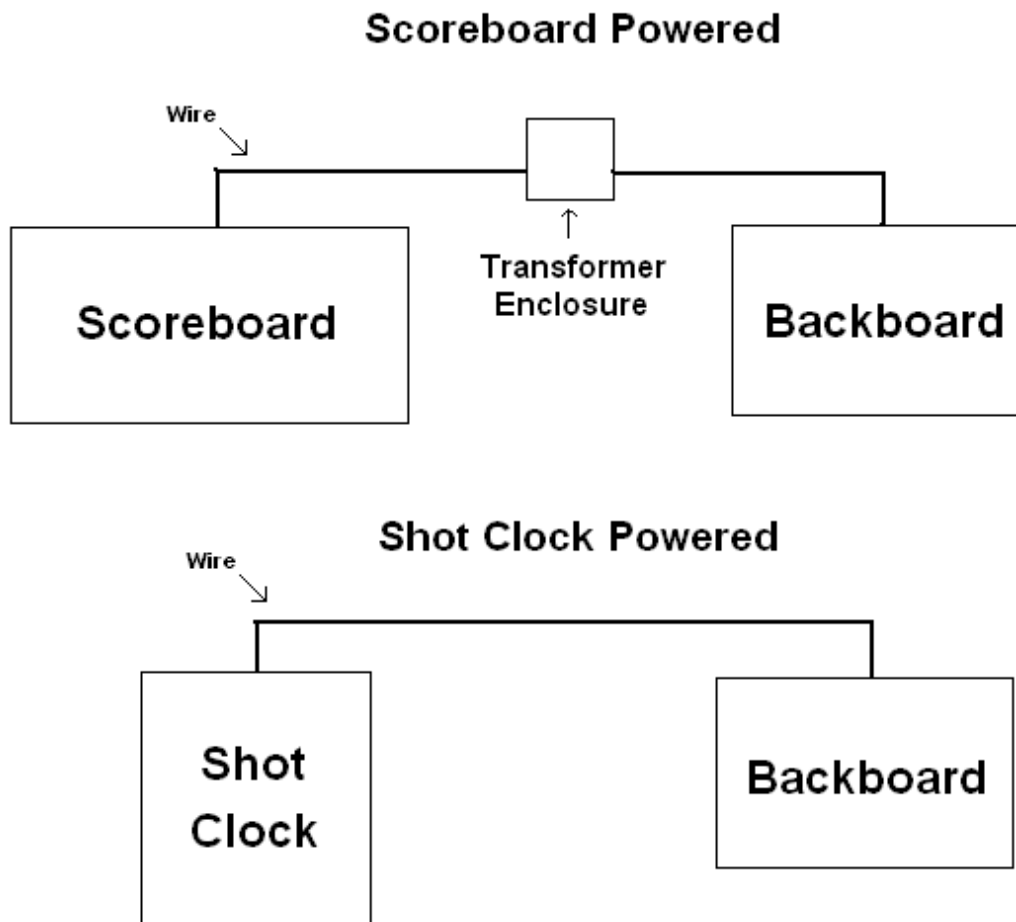 Scoreboard Powered
Wire
Transformer
Enclosure
Scoreboard
Backboard
Shot Clock Powered
Wire
Shot
Clock
Backboard